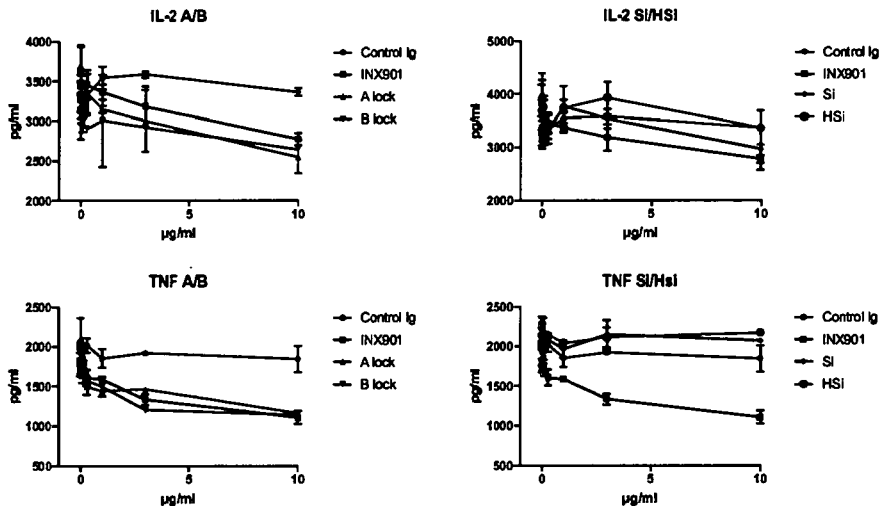 IL-2 A/B
4000
3500
3000
2500
2000
pg/ml
0 5 10
µg/ml
Control Ig
INX901
A lock
B lock
IL-2 Si/HSi
5000
4000
3000
2000
pg/ml
0 5 10
µg/ml
Control Ig
INX901
Si
HSi
TNF A/B
2500
2000
1500
1000
500
pg/ml
0 5 10
µg/ml
Control Ig
INX901
A lock
B lock
TNF Si/Hsi
2500
2000
1500
1000
500
pg/ml
0 5 10
µg/ml
Control Ig
INX901
Si
HSi